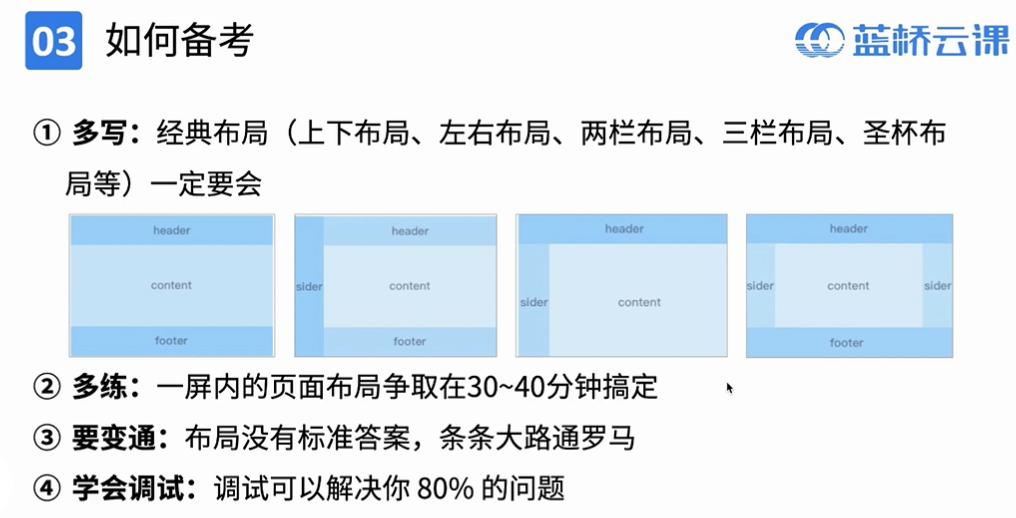 03 如何备考
蓝桥云课
① 多写：经典布局（上下布局、左右布局、两栏布局、三栏布局、圣杯布
局等）一定要会
header
content
footer
header
sider
content
footer
header
sider
content
header
sider
content
sider
footer
② 多练：一屏内的页面布局争取在30~40分钟搞定
③ 要变通：布局没有标准答案，条条大路通罗马
④ 学会调试：调试可以解决你 80% 的问题